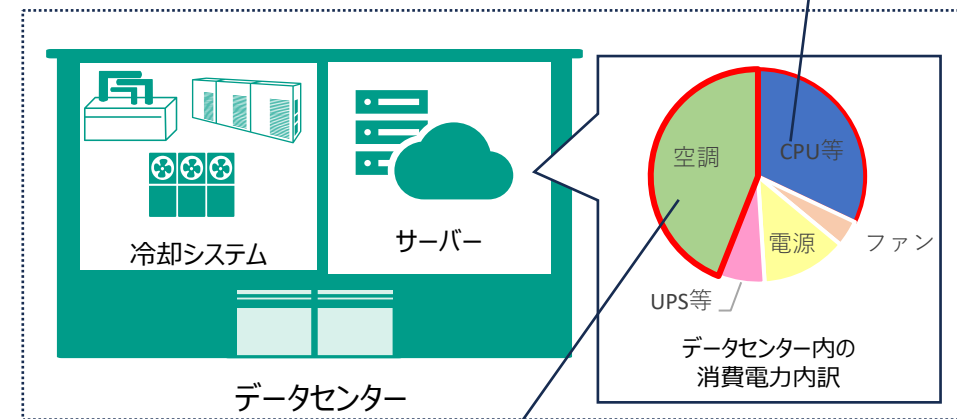 冷却システム
サーバー
データセンター
空調
CPU等
ファン
電源
UPS等
データセンター内の
消費電力内訳